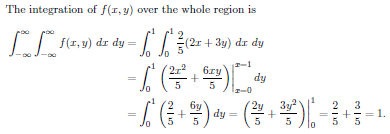 The integration of f(x, y) over the whole region is
∫_{-∞}^{∞} ∫_{-∞}^{∞} f(x, y) dx dy = ∫_0^1 ∫_0^1 2/5 (2x + 3y) dx dy
= ∫_0^1 (2x²/5 + 6xy/5) |_{x=0}^{x=1} dy
= ∫_0^1 (2/5 + 6y/5) dy = (2y/5 + 3y²/5) |_0^1 = 2/5 + 3/5 = 1.